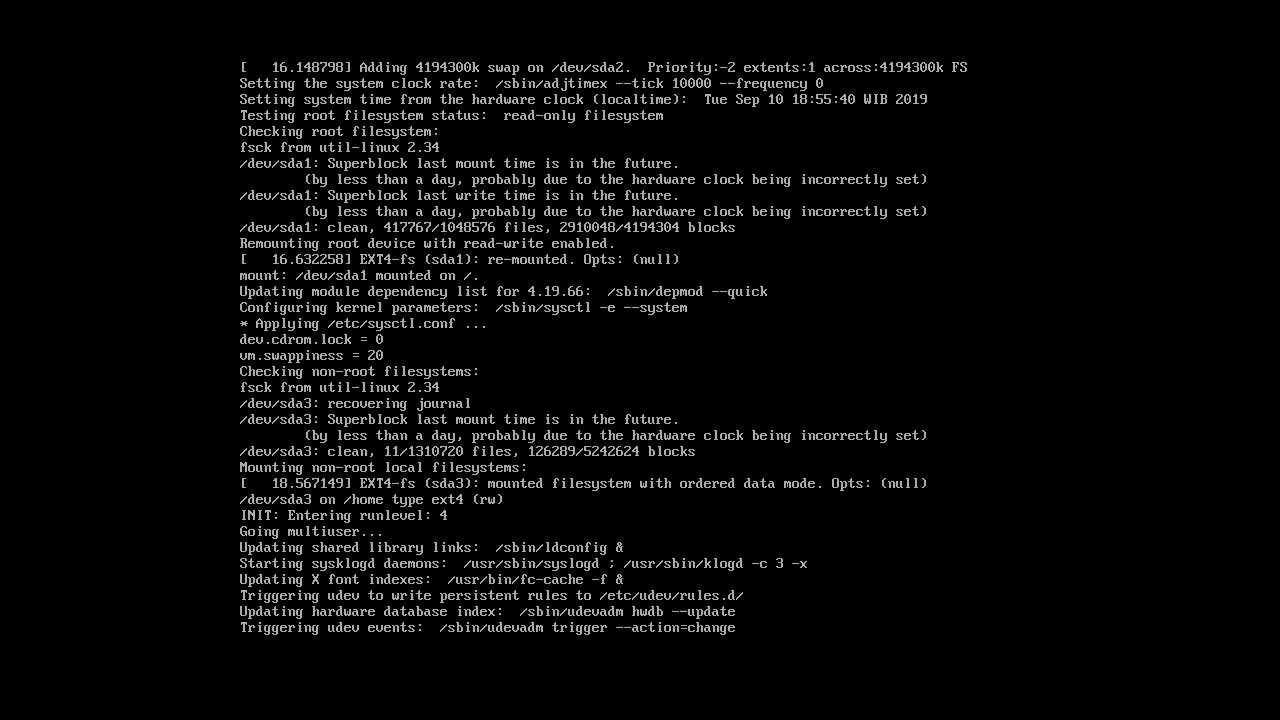 [   16.148798] Adding 4194300k swap on /dev/sda2.  Priority:-2 extents:1 across:4194300k FS
Setting the system clock rate:  /sbin/adjtimex --tick 10000 --frequency 0
Setting system time from the hardware clock (localtime):  Tue Sep 10 18:55:40 WIB 2019
Testing root filesystem status:  read-only filesystem
Checking root filesystem:
fsck from util-linux 2.34
/dev/sda1: Superblock last mount time is in the future.
        (by less than a day, probably due to the hardware clock being incorrectly set)
/dev/sda1: Superblock last write time is in the future.
        (by less than a day, probably due to the hardware clock being incorrectly set)
/dev/sda1: clean, 417767/1048576 files, 2910048/4194304 blocks
Remounting root device with read-write enabled.
[   16.632258] EXT4-fs (sda1): re-mounted. Opts: (null)
mount: /dev/sda1 mounted on /.
Updating module dependency list for 4.19.66:  /sbin/depmod --quick
Configuring kernel parameters:  /sbin/sysctl -e --system
* Applying /etc/sysctl.conf ...
dev.cdrom.lock = 0
vm.swappiness = 20
Checking non-root filesystems:
fsck from util-linux 2.34
/dev/sda3: recovering journal
/dev/sda3: Superblock last mount time is in the future.
        (by less than a day, probably due to the hardware clock being incorrectly set)
/dev/sda3: clean, 11/1310720 files, 126289/5242624 blocks
Mounting non-root local filesystems:
[   18.567149] EXT4-fs (sda3): mounted filesystem with ordered data mode. Opts: (null)
/dev/sda3 on /home type ext4 (rw)
INIT: Entering runlevel: 4
Going multiuser...
Updating shared library links:  /sbin/ldconfig &
Starting sysklogd daemons:  /usr/sbin/syslogd ; /usr/sbin/klogd -c 3 -x
Updating X font indexes:  /usr/bin/fc-cache -f &
Triggering udev to write persistent rules to /etc/udev/rules.d/
Updating hardware database index:  /sbin/udevadm hwdb --update
Triggering udev events:  /sbin/udevadm trigger --action=change